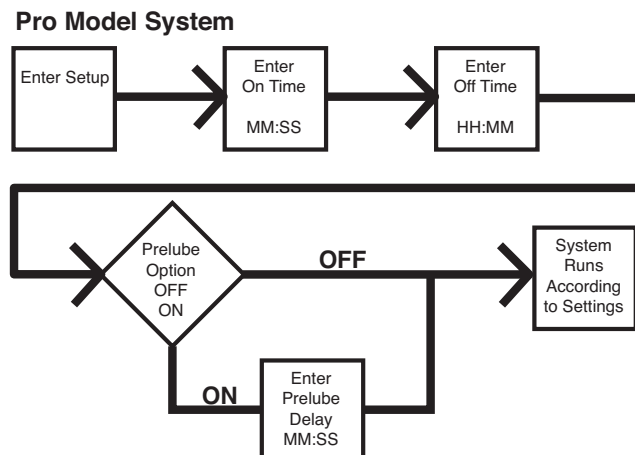 Pro Model System
Enter Setup
Enter
On Time
MM:SS
Enter
Off Time
HH:MM
Prelube
Option
OFF
ON
OFF
System
Runs
According
to Settings
ON
Enter
Prelube
Delay
MM:SS